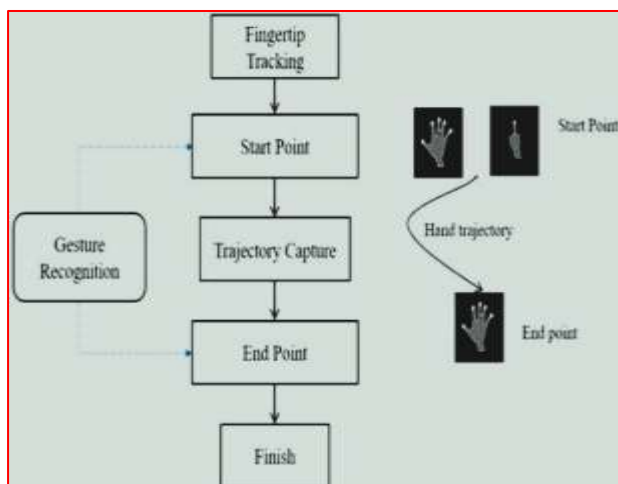 Fingertip
Tracking
Start Point
Start Point
Hand trajectory
Trajectory Capture
Gesture
Recognition
End point
End Point
Finish